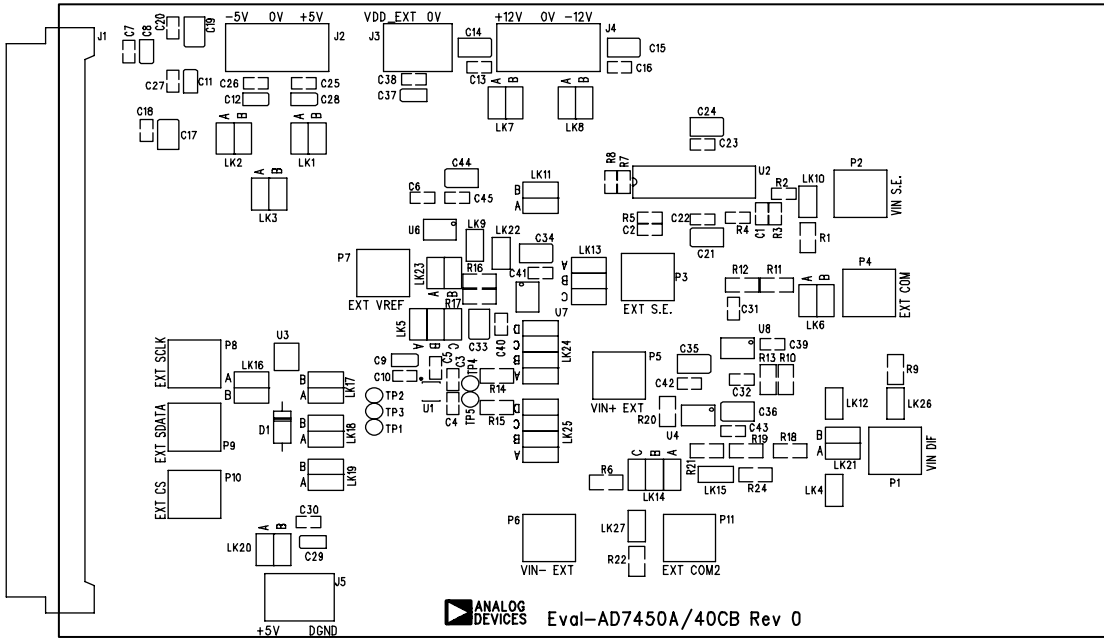 J1
C7
C8
C20
C19
-5V 0V +5V
J2
VDD_EXT 0V
J3
C14
+12V 0V -12V
J4
C15
C13
C16
C27
C11
C26
C25
C12
C28
C38
C37
A B
LK7
A B
LK8
C18
C17
A B
LK2
A B
LK1
A B
LK3
C24
C23
C44
C6
C45
LK11
B
A
R8
R7
U2
R2
LK10
P2
VIN S.E.
U6
LK9
LK22
C34
C41
R5
C2
C22
C21
R4
C1
R3
R1
P7
EXT VREF
LK23
A B
R16
R17
U7
LK13
A
B
C
P3
EXT S.E.
R12
R11
C31
A B
LK6
P4
EXT COM
LK5
A B C
C33
C40
D
C
B
A
LK24
U8
C39
P8
EXT SCLK
LK16
A
B
U3
B
A
LK17
C9
C10
C5
C3
TP4
R14
P5
VIN+ EXT
C35
C42
C32
R13
R10
R9
TP2
TP3
TP1
U1
C4
TP5
R15
D
C
B
A
LK25
R20
U4
C36
C43
LK12
LK26
P9
EXT SDATA
D1
B
A
LK18
R21
R19
R18
B
A
LK21
P1
VIN DIF
P10
EXT CS
B
A
LK19
R6
C B A
LK14
LK15
R24
LK4
C30
C29
LK20
A B
P6
VIN- EXT
LK27
R22
P11
EXT COM2
J5
+5V DGND
ANALOG
DEVICES
Eval-AD7450A/40CB Rev 0